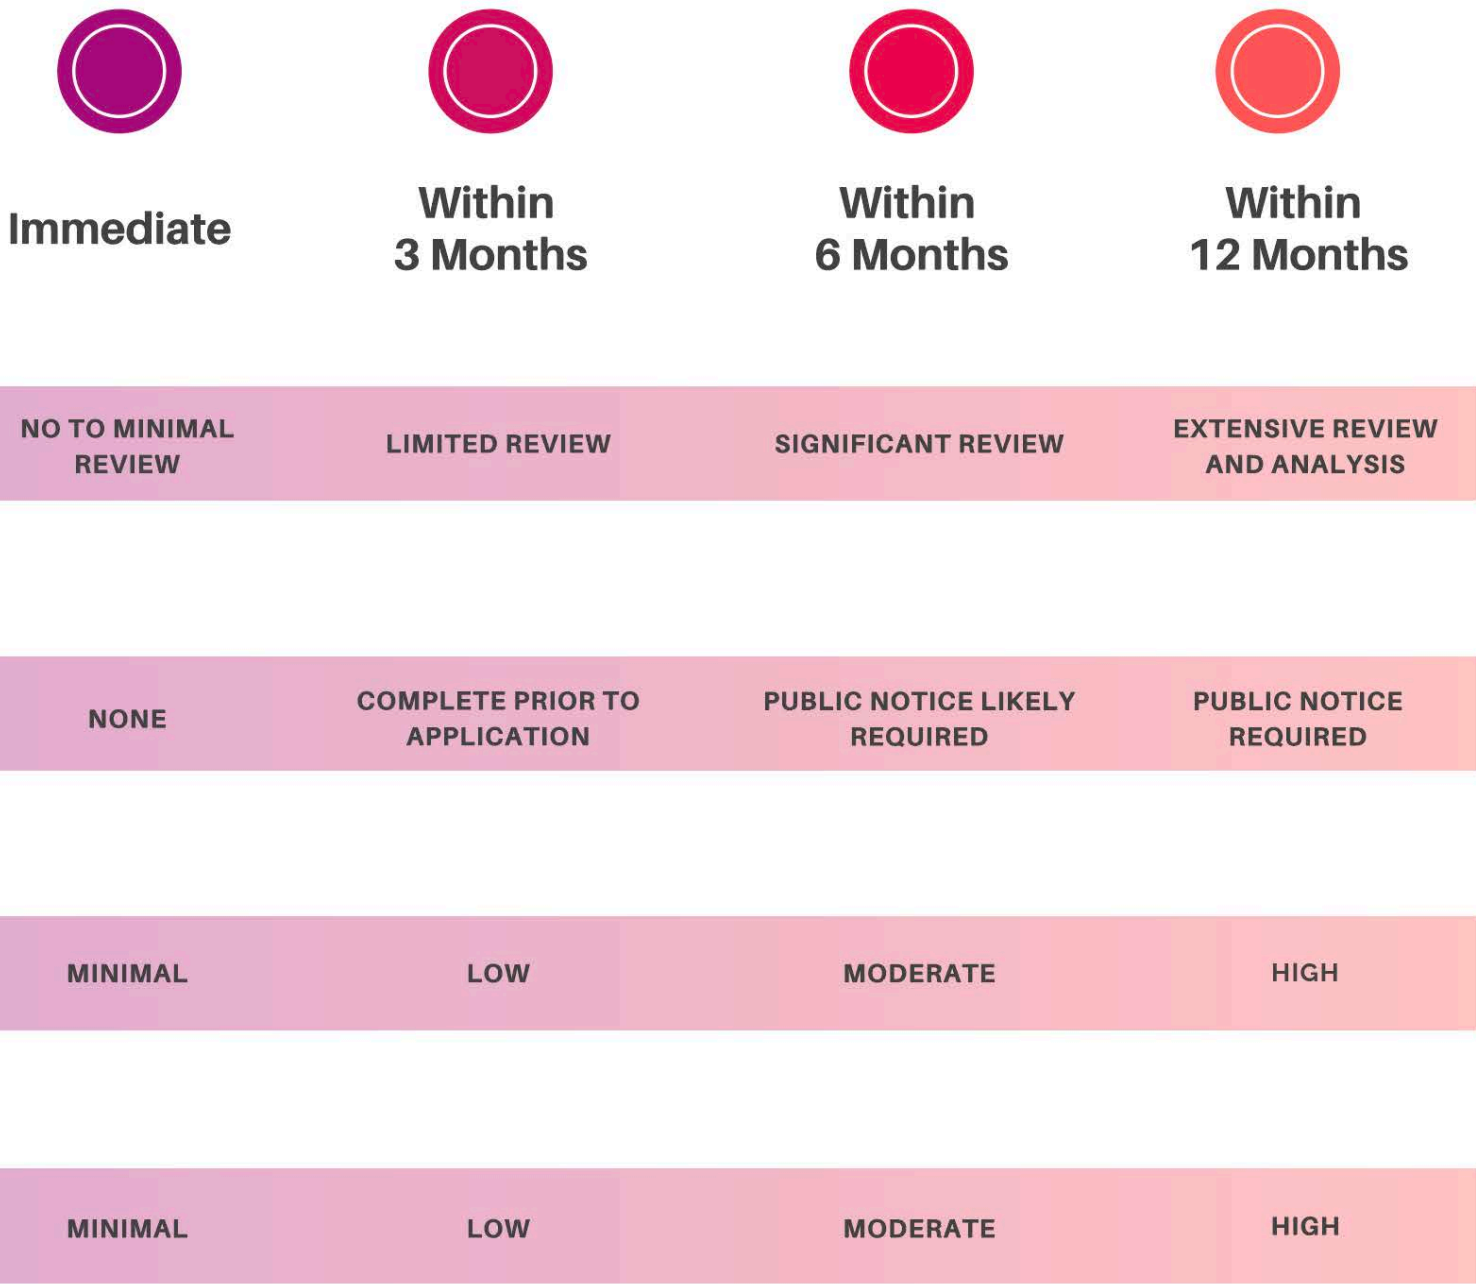 Immediate
Within
3 Months
Within
6 Months
Within
12 Months
NO TO MINIMAL
REVIEW
LIMITED REVIEW
SIGNIFICANT REVIEW
EXTENSIVE REVIEW
AND ANALYSIS
NONE
COMPLETE PRIOR TO
APPLICATION
PUBLIC NOTICE LIKELY
REQUIRED
PUBLIC NOTICE
REQUIRED
MINIMAL
LOW
MODERATE
HIGH
MINIMAL
LOW
MODERATE
HIGH